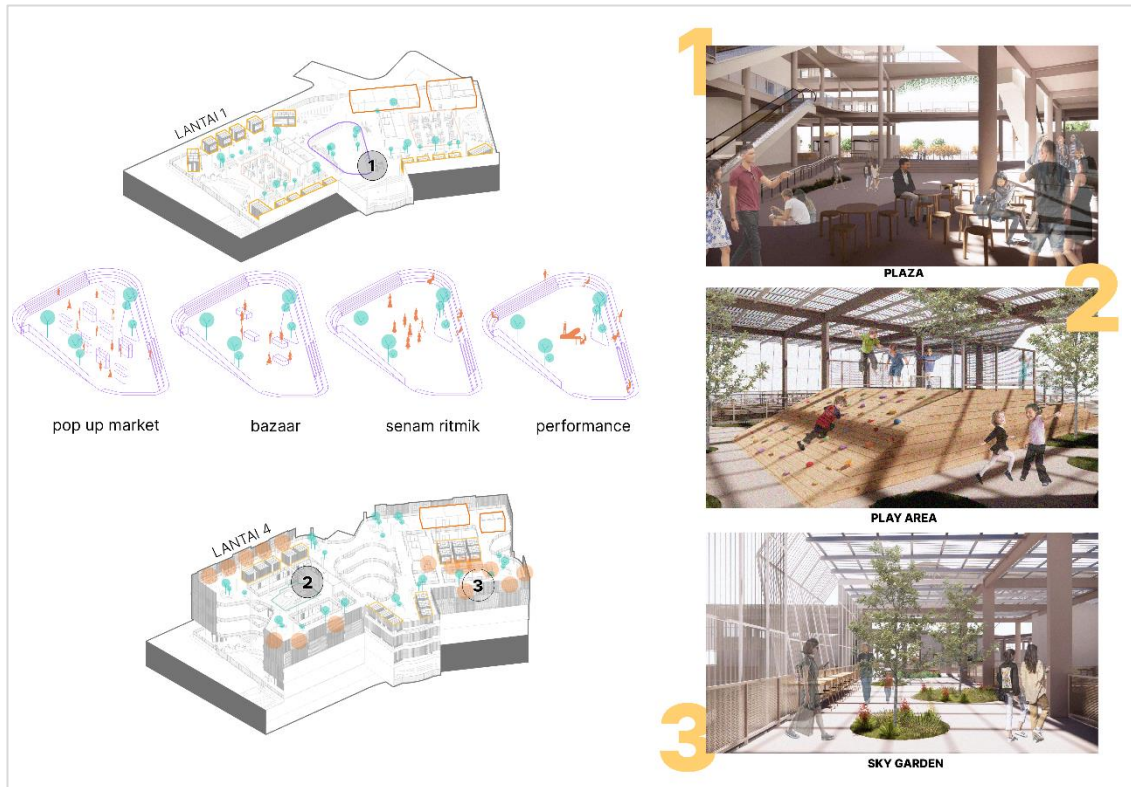 LANTAI 1
1
pop up market
bazaar
senam ritmik
performance
LANTAI 4
2
3
1
PLAZA
2
PLAY AREA
3
SKY GARDEN